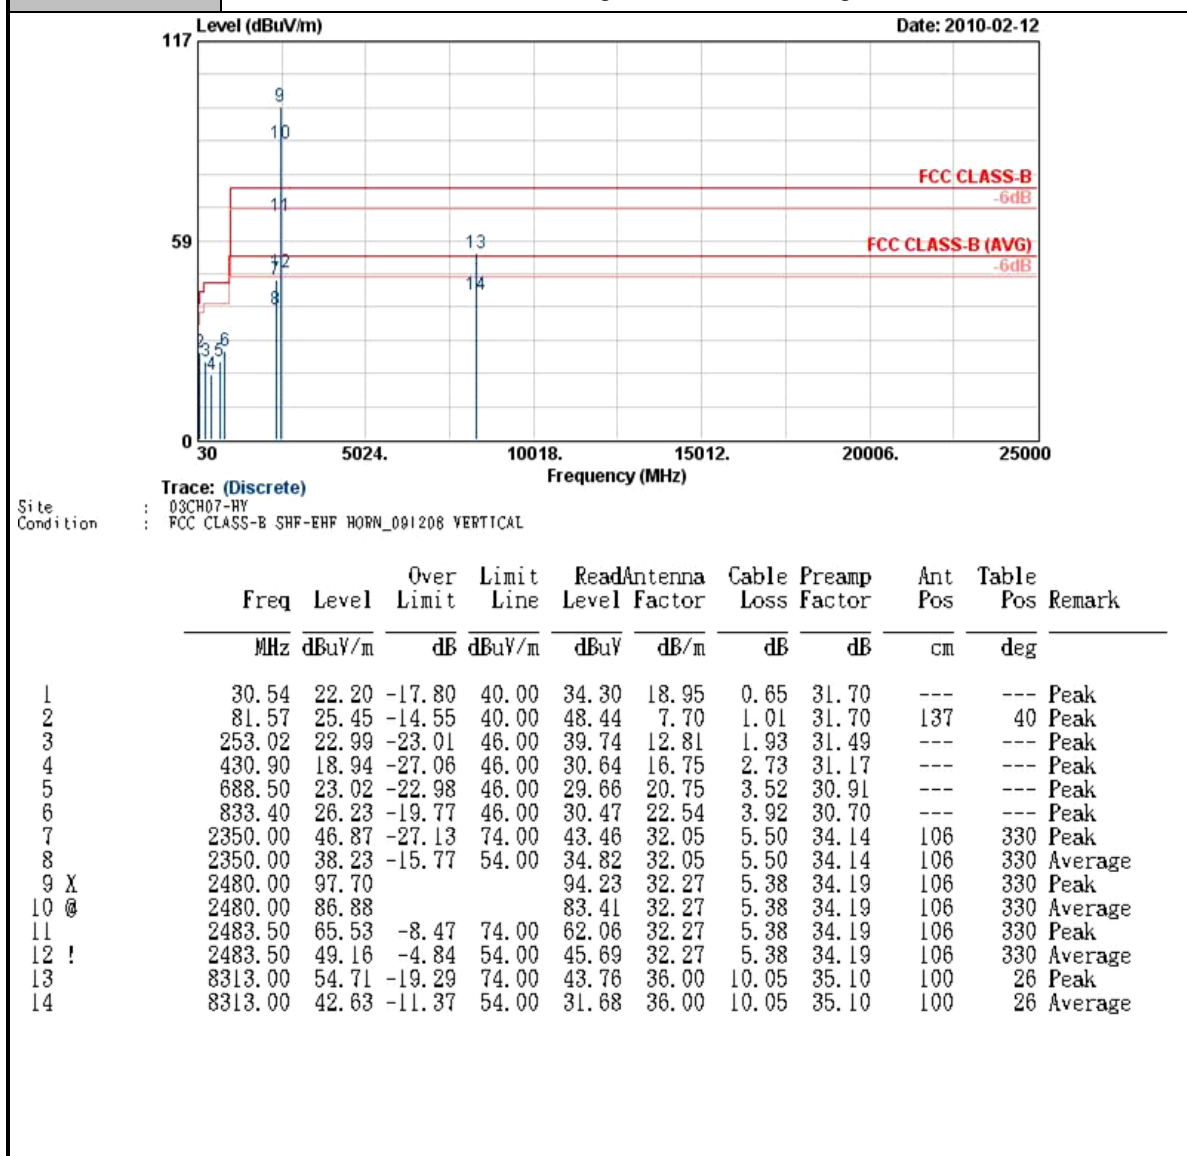 Level (dBuV/m) Date: 2010-02-12
117
9
10
FCC CLASS-B
-6dB
11
59
13
FCC CLASS-B (AVG)
12
-6dB
7
14
8
2
3
5
6
4
0
30 5024. 10018. 15012. 20006. 25000
Frequency (MHz)
Trace: (Discrete)
Site : 03CH07-HY
Condition : FCC CLASS-B SHF-EHF HORN_091206 VERTICAL
Over Limit ReadAntenna Cable Preamp Ant Table
Freq Level Limit Line Level Factor Loss Factor Pos Pos Remark
MHz dBuV/m dB dBuV/m dBuV dB/m dB dB cm deg
1 30.54 22.20 -17.80 40.00 34.30 18.95 0.65 31.70 --- --- Peak
2 81.57 25.45 -14.55 40.00 48.44 7.70 1.01 31.70 137 40 Peak
3 253.02 22.99 -23.01 46.00 39.74 12.81 1.93 31.49 --- --- Peak
4 430.90 18.94 -27.06 46.00 30.64 16.75 2.73 31.17 --- --- Peak
5 688.50 23.02 -22.98 46.00 29.66 20.75 3.52 30.91 --- --- Peak
6 833.40 26.23 -19.77 46.00 30.47 22.54 3.92 30.70 --- --- Peak
7 2350.00 46.87 -27.13 74.00 43.46 32.05 5.50 34.14 106 330 Peak
8 2350.00 38.23 -15.77 54.00 34.82 32.05 5.50 34.14 106 330 Average
9 X 2480.00 97.70 94.23 32.27 5.38 34.19 106 330 Peak
10 @ 2480.00 86.88 83.41 32.27 5.38 34.19 106 330 Average
11 2483.50 65.53 -8.47 74.00 62.06 32.27 5.38 34.19 106 330 Peak
12 ! 2483.50 49.16 -4.84 54.00 45.69 32.27 5.38 34.19 106 330 Average
13 8313.00 54.71 -19.29 74.00 43.76 36.00 10.05 35.10 100 26 Peak
14 8313.00 42.63 -11.37 54.00 31.68 36.00 10.05 35.10 100 26 Average